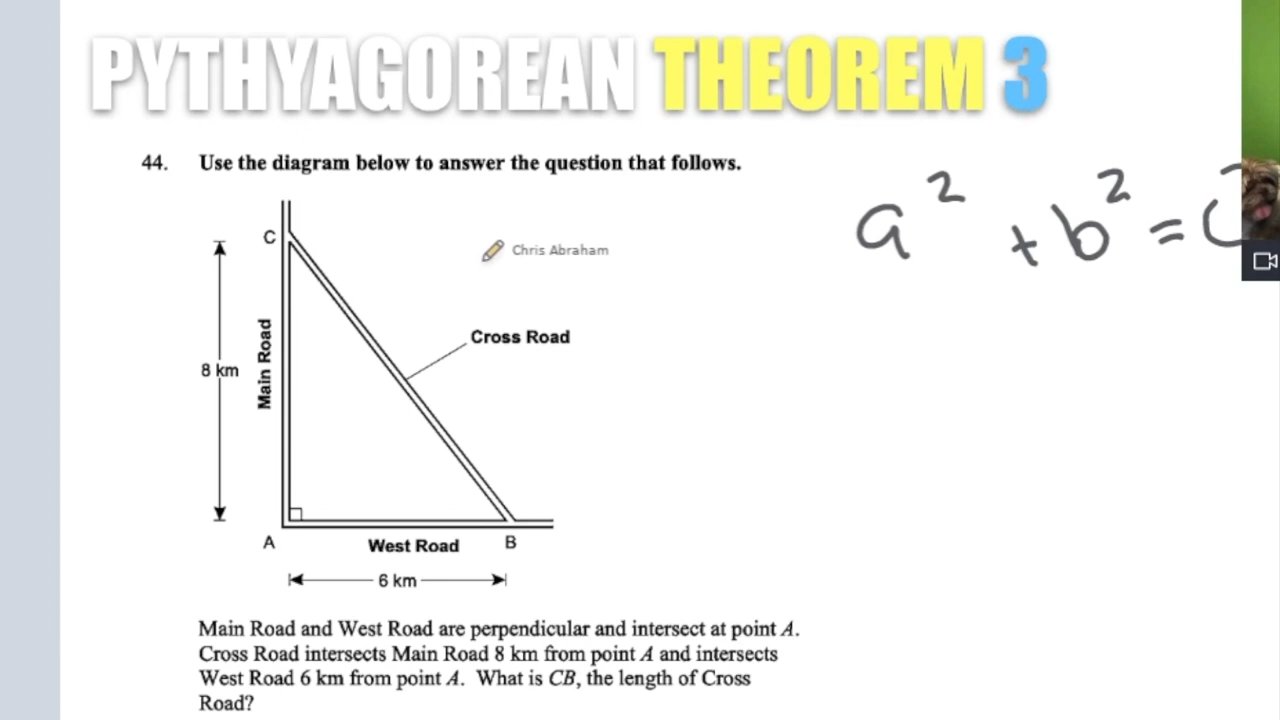 PYTHYAGOREAN THEOREM 3
44. Use the diagram below to answer the question that follows.
a² + b² =
C
Chris Abraham
Cross Road
8 km
Main Road
A
West Road
B
6 km
Main Road and West Road are perpendicular and intersect at point A.
Cross Road intersects Main Road 8 km from point A and intersects
West Road 6 km from point A. What is CB, the length of Cross
Road?